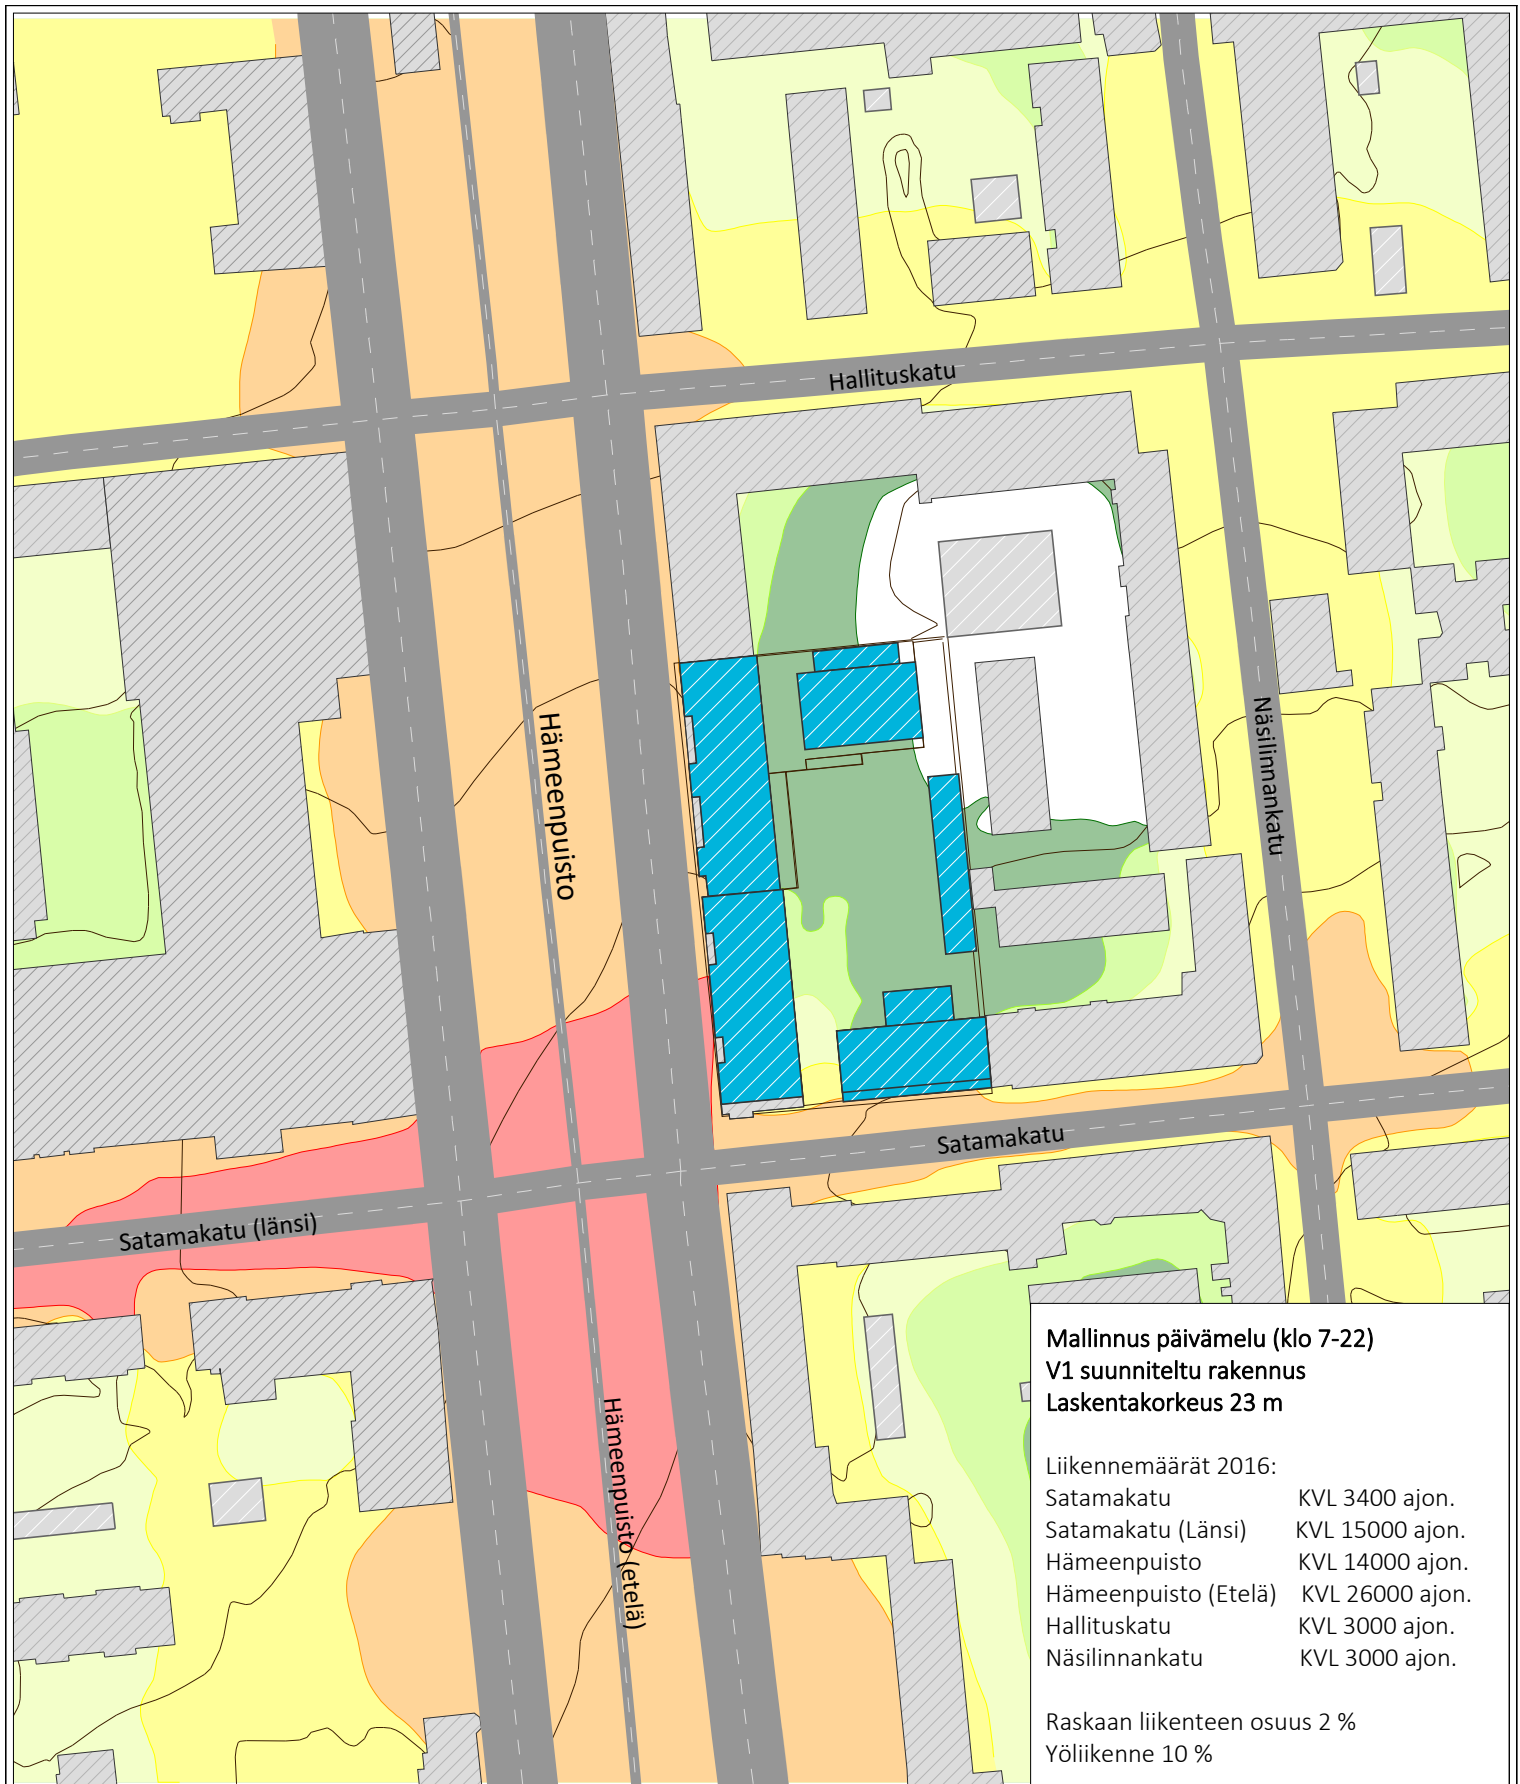 Hallituskatu
Hämeenpuisto
Näsilinnankatu
Satamakatu
Satamakatu (länsi)
Hämeenpuisto (etelä)
Mallinnus päivämelu (klo 7-22)
V1 suunniteltu rakennus
Laskentakorkeus 23 m
Liikennemäärät 2016:
Satamakatu KVL 3400 ajon.
Satamakatu (Länsi) KVL 15000 ajon.
Hämeenpuisto KVL 14000 ajon.
Hämeenpuisto (Etelä) KVL 26000 ajon.
Hallituskatu KVL 3000 ajon.
Näsilinnankatu KVL 3000 ajon.
Raskaan liikenteen osuus 2 %
Yöliikenne 10 %